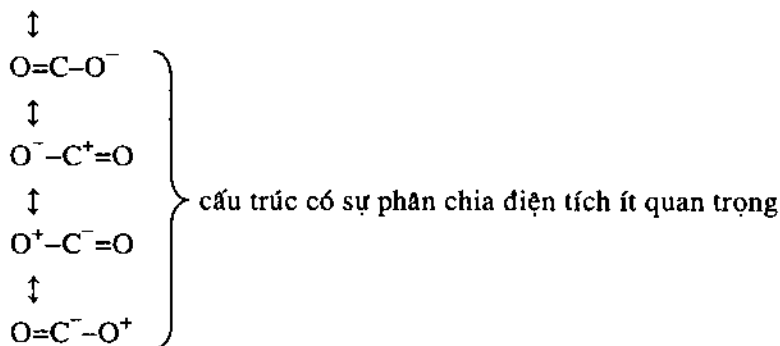 ↕
O=C–O⁻
↕
O⁻–C⁺=O
↕
cấu trúc có sự phân chia điện tích ít quan trọng
O⁺–C⁻=O
↕
O=C⁻–O⁺